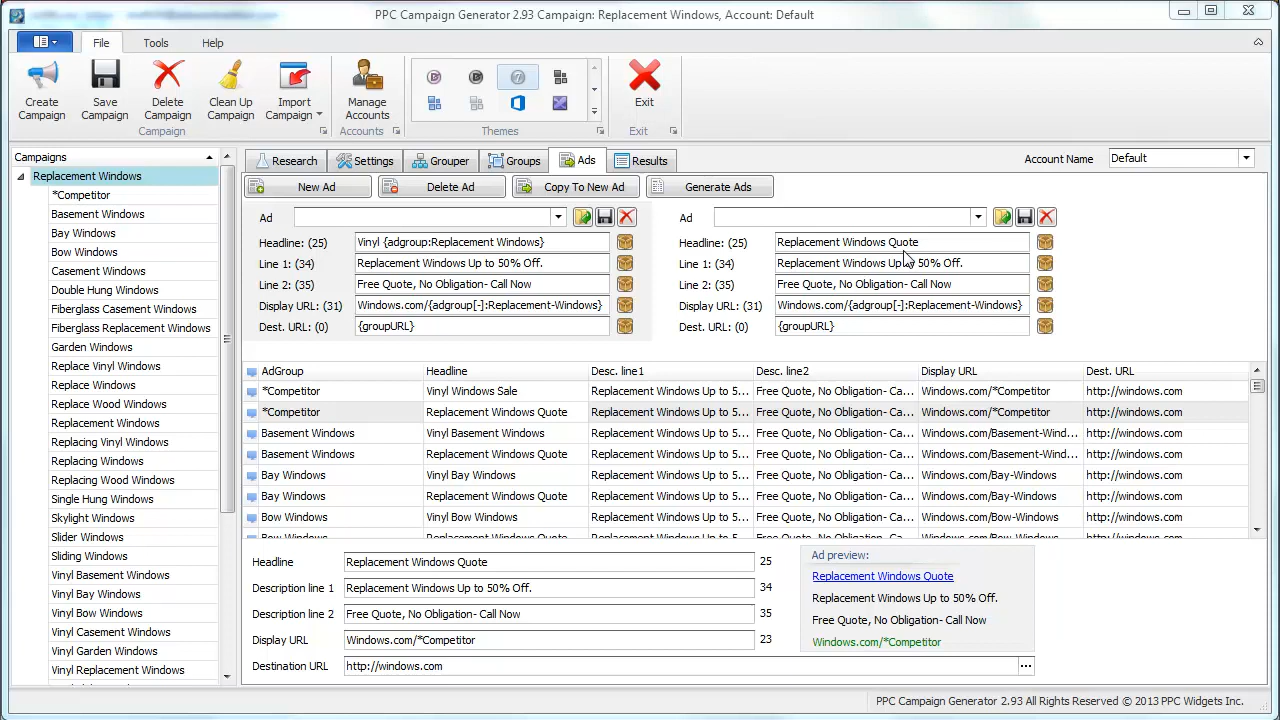 PPC Campaign Generator 2.93 Campaign: Replacement Windows, Account: Default
File Tools Help
Create Campaign Save Campaign Delete Campaign Clean Up Campaign Import Campaign Manage Accounts Exit
Campaign Accounts Themes Exit
Campaigns
Replacement Windows
*Competitor
Basement Windows
Bay Windows
Bow Windows
Casement Windows
Double Hung Windows
Fiberglass Casement Windows
Fiberglass Replacement Windows
Garden Windows
Replace Vinyl Windows
Replace Windows
Replace Wood Windows
Replacement Windows
Replacing Vinyl Windows
Replacing Windows
Replacing Wood Windows
Single Hung Windows
Skylight Windows
Slider Windows
Sliding Windows
Vinyl Basement Windows
Vinyl Bay Windows
Vinyl Bow Windows
Vinyl Casement Windows
Vinyl Garden Windows
Vinyl Replacement Windows
Research Settings Grouper Groups Ads Results
Account Name Default
New Ad Delete Ad Copy To New Ad Generate Ads
Ad
Headline: (25) Vinyl {adgroup:Replacement Windows}
Line 1: (34) Replacement Windows Up to 50% Off.
Line 2: (35) Free Quote, No Obligation- Call Now
Display URL: (31) Windows.com/{adgroup[-]:Replacement-Windows}
Dest. URL: (0) {groupURL}
Ad
Headline: (25) Replacement Windows Quote
Line 1: (34) Replacement Windows Up to 50% Off.
Line 2: (35) Free Quote, No Obligation- Call Now
Display URL: (31) Windows.com/{adgroup[-]:Replacement-Windows}
Dest. URL: (0) {groupURL}
AdGroup Headline Desc. line1 Desc. line2 Display URL Dest. URL
*Competitor Vinyl Windows Sale Replacement Windows Up to 5... Free Quote, No Obligation- Ca... Windows.com/*Competitor http://windows.com
*Competitor Replacement Windows Quote Replacement Windows Up to 5... Free Quote, No Obligation- Ca... Windows.com/*Competitor http://windows.com
Basement Windows Vinyl Basement Windows Replacement Windows Up to 5... Free Quote, No Obligation- Ca... Windows.com/Basement-Wind... http://windows.com
Basement Windows Replacement Windows Quote Replacement Windows Up to 5... Free Quote, No Obligation- Ca... Windows.com/Basement-Wind... http://windows.com
Bay Windows Vinyl Bay Windows Replacement Windows Up to 5... Free Quote, No Obligation- Ca... Windows.com/Bay-Windows http://windows.com
Bay Windows Replacement Windows Quote Replacement Windows Up to 5... Free Quote, No Obligation- Ca... Windows.com/Bay-Windows http://windows.com
Bow Windows Vinyl Bow Windows Replacement Windows Up to 5... Free Quote, No Obligation- Ca... Windows.com/Bow-Windows http://windows.com
Bow Windows Replacement Windows Quote Replacement Windows Up to 5... Free Quote, No Obligation- Ca... Windows.com/Bow-Windows http://windows.com
Headline Replacement Windows Quote 25
Description line 1 Replacement Windows Up to 50% Off. 34
Description line 2 Free Quote, No Obligation- Call Now 35
Display URL Windows.com/*Competitor 23
Destination URL http://windows.com ...
Ad preview:
Replacement Windows Quote
Replacement Windows Up to 50% Off.
Free Quote, No Obligation- Call Now
Windows.com/*Competitor
PPC Campaign Generator 2.93 All Rights Reserved © 2013 PPC Widgets Inc.